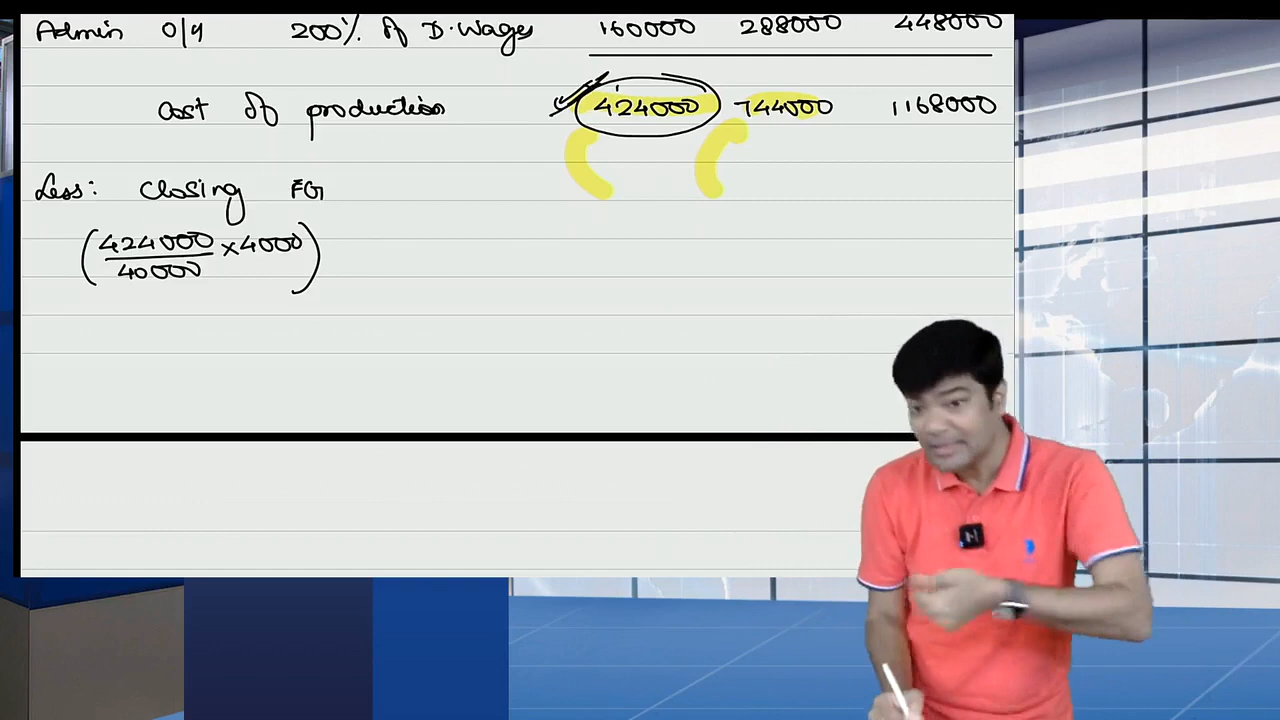 Admin O/H 200% of D.Wages 160000 288000 448000
cost of production 424000 744000 1168000
Less: closing FG
(424000/40000 × 4000)